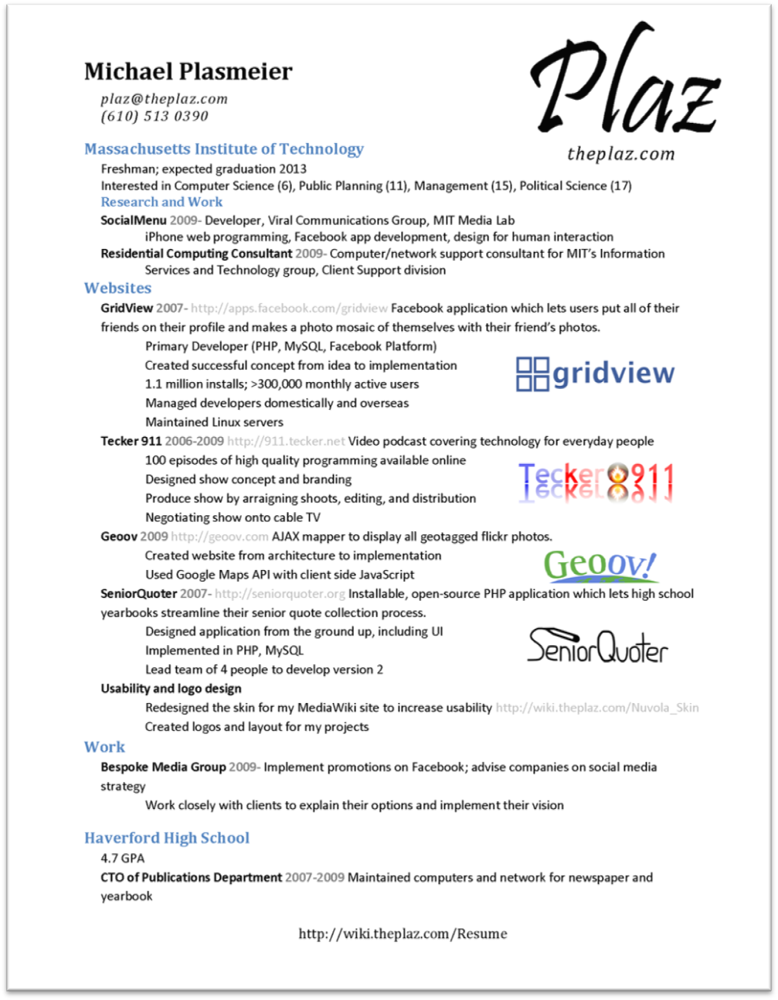 Michael Plasmeier
plaz@theplaz.com
(610) 513 0390
Plaz
theplaz.com
Massachusetts Institute of Technology
Freshman; expected graduation 2013
Interested in Computer Science (6), Public Planning (11), Management (15), Political Science (17)
Research and Work
SocialMenu 2009- Developer, Viral Communications Group, MIT Media Lab
iPhone web programming, Facebook app development, design for human interaction
Residential Computing Consultant 2009- Computer/network support consultant for MIT's Information
Services and Technology group, Client Support division
Websites
GridView 2007- http://apps.facebook.com/gridview Facebook application which lets users put all of their
friends on their profile and makes a photo mosaic of themselves with their friend's photos.
Primary Developer (PHP, MySQL, Facebook Platform)
Created successful concept from idea to implementation
1.1 million installs; >300,000 monthly active users
Managed developers domestically and overseas
Maintained Linux servers
gridview
Tecker 911 2006-2009 http://911.tecker.net Video podcast covering technology for everyday people
100 episodes of high quality programming available online
Designed show concept and branding
Produce show by arraigning shoots, editing, and distribution
Negotiating show onto cable TV
Tecker 911
Geoov 2009 http://geoov.com AJAX mapper to display all geotagged flickr photos.
Created website from architecture to implementation
Used Google Maps API with client side JavaScript
Geoov!
SeniorQuoter 2007- http://seniorquoter.org Installable, open-source PHP application which lets high school
yearbooks streamline their senior quote collection process.
Designed application from the ground up, including UI
Implemented in PHP, MySQL
Lead team of 4 people to develop version 2
SeniorQuoter
Usability and logo design
Redesigned the skin for my MediaWiki site to increase usability http://wiki.theplaz.com/Nuvola_Skin
Created logos and layout for my projects
Work
Bespoke Media Group 2009- Implement promotions on Facebook; advise companies on social media
strategy
Work closely with clients to explain their options and implement their vision
Haverford High School
4.7 GPA
CTO of Publications Department 2007-2009 Maintained computers and network for newspaper and
yearbook
http://wiki.theplaz.com/Resume